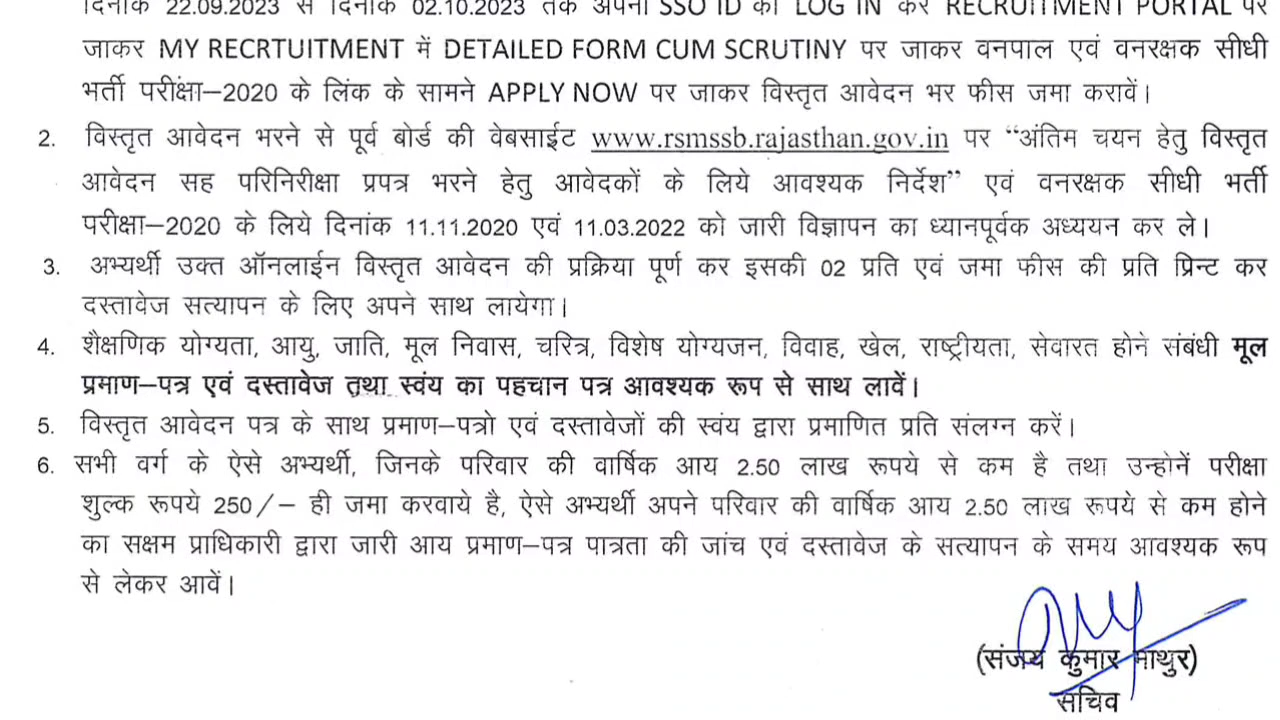 दिनांक 22.09.2023 से दिनांक 02.10.2023 तक अपनी SSO ID को LOG IN कर RECRUITMENT PORTAL पर
जाकर MY RECRTUITMENT में DETAILED FORM CUM SCRUTINY पर जाकर वनपाल एवं वनरक्षक सीधी
भर्ती परीक्षा–2020 के लिंक के सामने APPLY NOW पर जाकर विस्तृत आवेदन भर फीस जमा करावें।
2. विस्तृत आवेदन भरने से पूर्व बोर्ड की वेबसाईट www.rsmssb.rajasthan.gov.in पर “अंतिम चयन हेतु विस्तृत
आवेदन सह परिनिरीक्षा प्रपत्र भरने हेतु आवेदकों के लिये आवश्यक निर्देश” एवं वनरक्षक सीधी भर्ती
परीक्षा–2020 के लिये दिनांक 11.11.2020 एवं 11.03.2022 को जारी विज्ञापन का ध्यानपूर्वक अध्ययन कर ले।
3. अभ्यर्थी उक्त ऑनलाईन विस्तृत आवेदन की प्रक्रिया पूर्ण कर इसकी 02 प्रति एवं जमा फीस की प्रति प्रिन्ट कर
दस्तावेज सत्यापन के लिए अपने साथ लायेगा।
4. शैक्षणिक योग्यता, आयु, जाति, मूल निवास, चरित्र, विशेष योग्यजन, विवाह, खेल, राष्ट्रीयता, सेवारत होने संबंधी मूल
प्रमाण–पत्र एवं दस्तावेज तथा स्वंय का पहचान पत्र आवश्यक रूप से साथ लावें।
5. विस्तृत आवेदन पत्र के साथ प्रमाण–पत्रो एवं दस्तावेजों की स्वंय द्वारा प्रमाणित प्रति संलग्न करें।
6. सभी वर्ग के ऐसे अभ्यर्थी, जिनके परिवार की वार्षिक आय 2.50 लाख रूपये से कम है तथा उन्होनें परीक्षा
शुल्क रूपये 250/– ही जमा करवाये है, ऐसे अभ्यर्थी अपने परिवार की वार्षिक आय 2.50 लाख रूपये से कम होने
का सक्षम प्राधिकारी द्वारा जारी आय प्रमाण–पत्र पात्रता की जांच एवं दस्तावेज के सत्यापन के समय आवश्यक रूप
से लेकर आवें।
(संजय कुमार माथुर)
सचिव